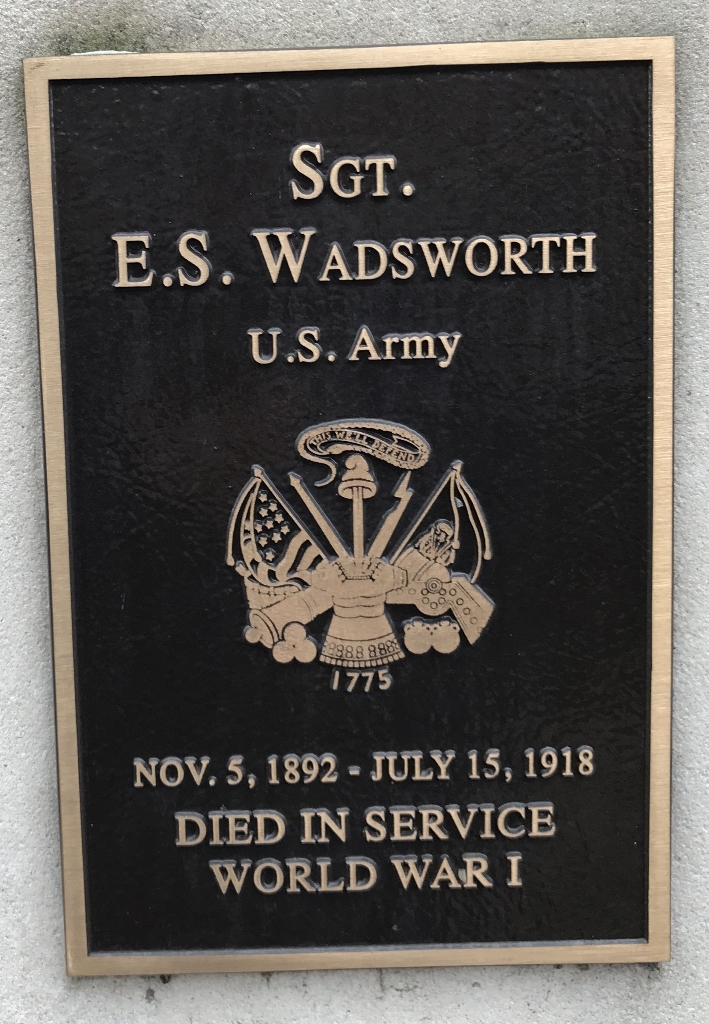 SGT.
E.S. WADSWORTH
U.S. Army
THIS WE'LL DEFEND
1775
NOV. 5, 1892 - JULY 15, 1918
DIED IN SERVICE
WORLD WAR I